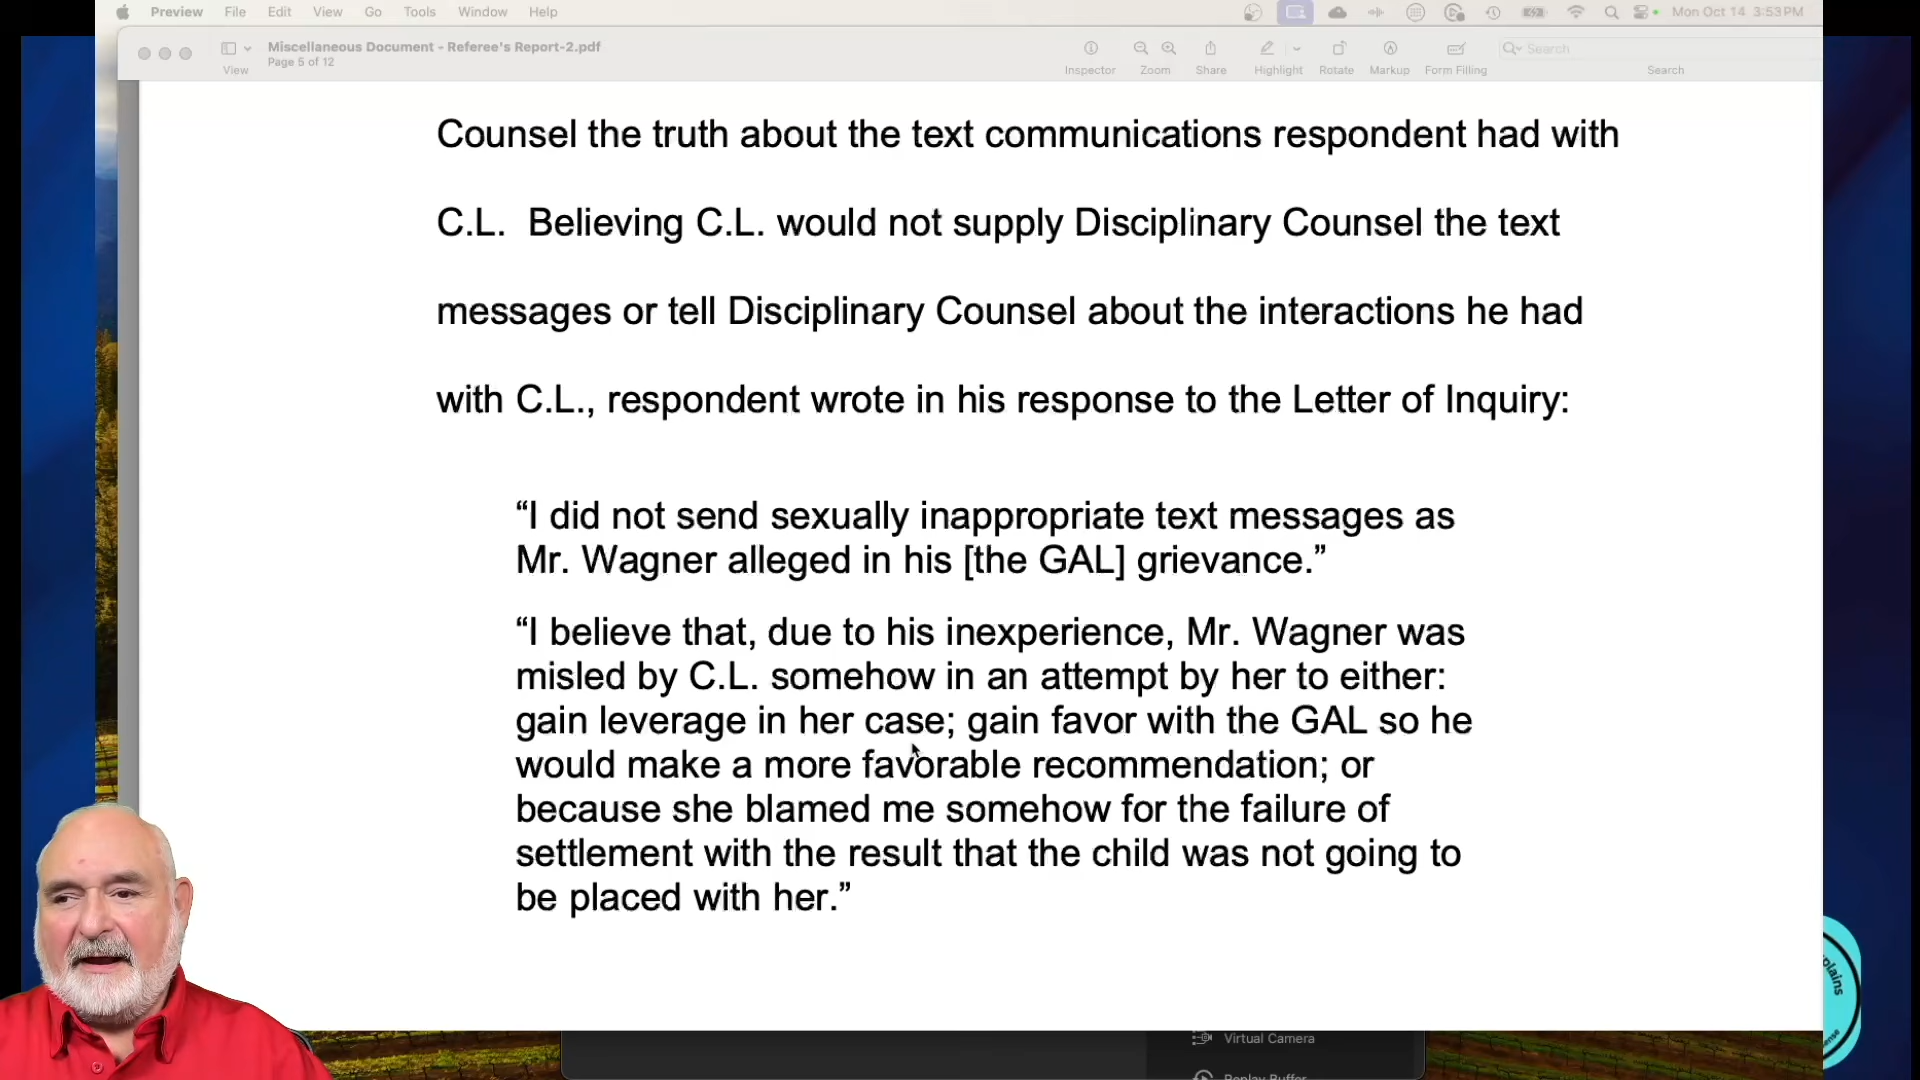 Preview File Edit View Go Tools Window Help Mon Oct 14 3:53 PM
Miscellaneous Document - Referee's Report-2.pdf
Page 5 of 12
View Inspector Zoom Share Highlight Rotate Markup Form Filling Search
Search
Counsel the truth about the text communications respondent had with
C.L. Believing C.L. would not supply Disciplinary Counsel the text
messages or tell Disciplinary Counsel about the interactions he had
with C.L., respondent wrote in his response to the Letter of Inquiry:
“I did not send sexually inappropriate text messages as
Mr. Wagner alleged in his [the GAL] grievance.”
“I believe that, due to his inexperience, Mr. Wagner was
misled by C.L. somehow in an attempt by her to either:
gain leverage in her case; gain favor with the GAL so he
would make a more favorable recommendation; or
because she blamed me somehow for the failure of
settlement with the result that the child was not going to
be placed with her.”
Virtual Camera
Replay Buffer